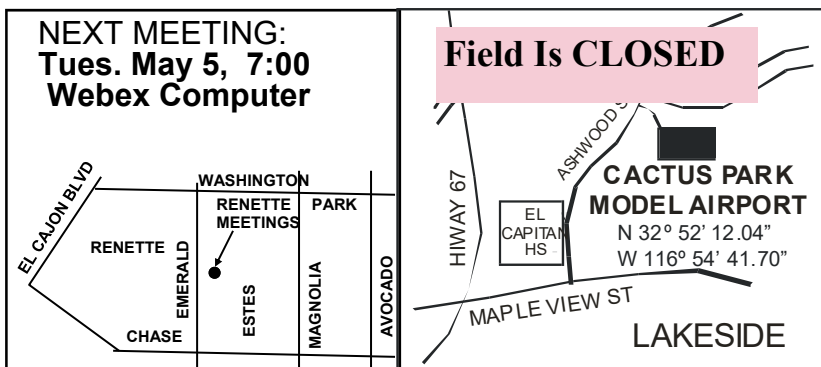 NEXT MEETING:
Tues. May 5, 7:00
Webex Computer
EL CAJON BLVD
WASHINGTON
RENETTE PARK
MEETINGS
RENETTE
EMERALD
ESTES
MAGNOLIA
AVOCADO
CHASE
Field Is CLOSED
HIWAY 67
ASHWOOD S
EL
CAPITAN
HS
CACTUS PARK
MODEL AIRPORT
N 32º 52’ 12.04”
W 116º 54’ 41.70”
MAPLE VIEW ST
LAKESIDE